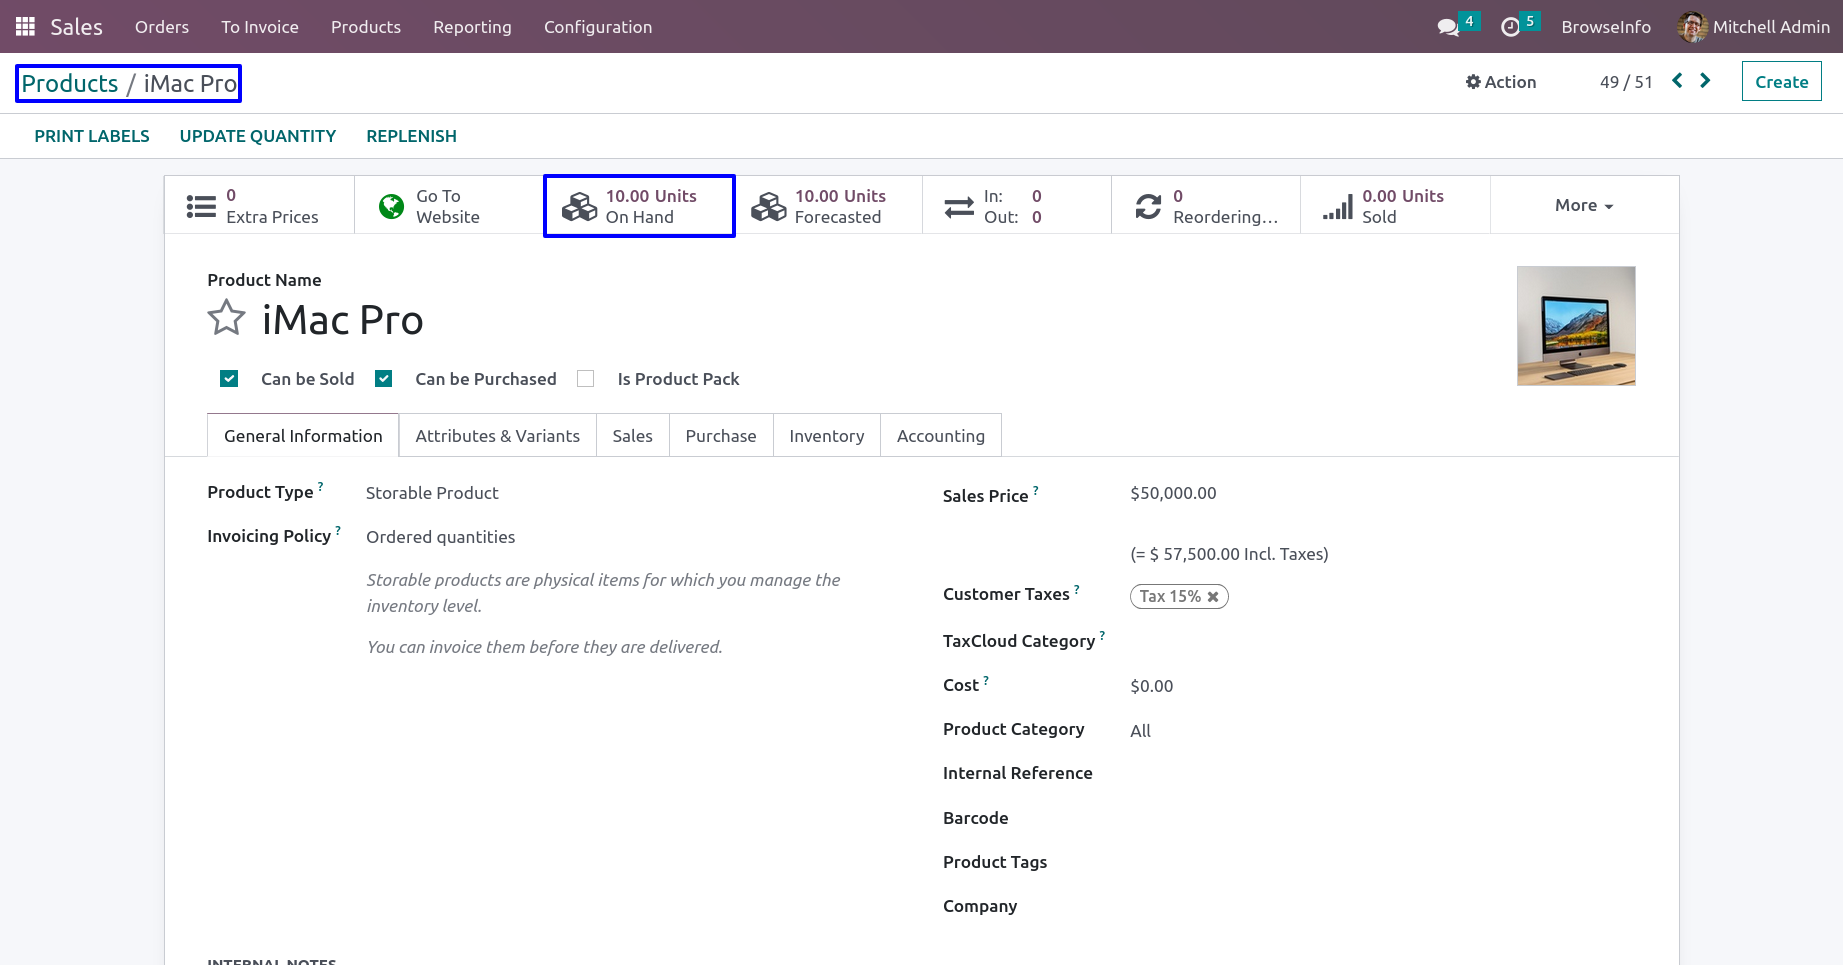 Sales Orders To Invoice Products Reporting Configuration 4 5 BrowseInfo Mitchell Admin
Products / iMac Pro Action 49 / 51 Create
PRINT LABELS UPDATE QUANTITY REPLENISH
0
Extra Prices
Go To
Website
10.00 Units
On Hand
10.00 Units
Forecasted
In: 0
Out: 0
0
Reordering...
0.00 Units
Sold
More
Product Name
iMac Pro
Can be Sold Can be Purchased Is Product Pack
General Information Attributes & Variants Sales Purchase Inventory Accounting
Product Type ? Storable Product
Invoicing Policy ? Ordered quantities
Storable products are physical items for which you manage the
inventory level.
You can invoice them before they are delivered.
Sales Price ? $50,000.00
(= $ 57,500.00 Incl. Taxes)
Customer Taxes ? Tax 15% ✖
TaxCloud Category ?
Cost ? $0.00
Product Category All
Internal Reference
Barcode
Product Tags
Company
INTERNAL NOTES